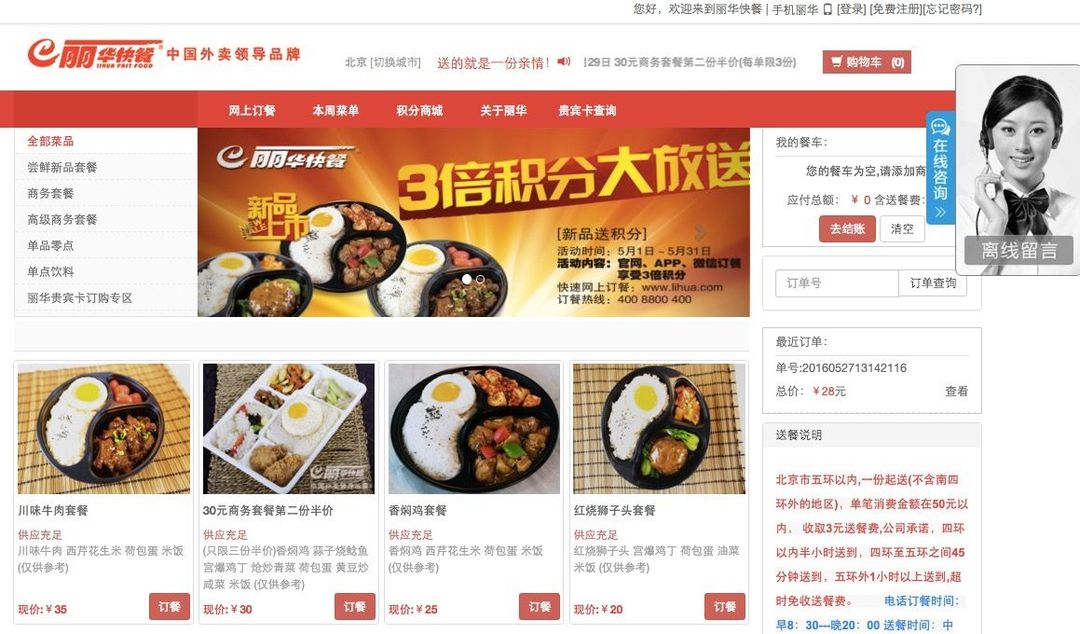 您好，欢迎来到丽华快餐 | 手机丽华 [登录] [免费注册][忘记密码?]
丽华快餐 中国外卖领导品牌
LIHUA FAST FOOD
北京 [切换城市] 送的就是一份亲情! 29日 30元商务套餐第二份半价(每单限3份) 购物车 (0)
网上订餐 本周菜单 积分商城 关于丽华 贵宾卡查询
全部菜品
尝鲜新品套餐
商务套餐
高级商务套餐
单品零点
单点饮料
丽华贵宾卡订购专区
丽华快餐
3倍积分大放送
新品
上市
[新品送积分]
活动时间：5月1日~5月31日
活动内容：官网、APP、微信订餐
享受3倍积分
快速网上订餐：www.lihua.com
订餐热线：400 8800 400
我的餐车：
您的餐车为空,请添加商
应付总额： ￥ 0 含送餐费:
去结账 清空
在线咨询
离线留言
订单号 订单查询
最近订单：
单号:2016052713142116
总价：￥28元 查看
送餐说明
北京市五环以内,一份起送(不含南四
环外的地区)，单笔消费金额在50元以
内， 收取3元送餐费,公司承诺，四环
以内半小时送到，四环至五环之间45
分钟送到，五环外1小时以上送到,超
时免收送餐费。 电话订餐时间：
早8：30---晚20：00 送餐时间：中
川味牛肉套餐
供应充足
川味牛肉 西芹花生米 荷包蛋 米饭
(仅供参考)
现价:￥35 订餐
丽华快餐
30元商务套餐第二份半价
供应充足
(只限三份半价)香焖鸡 蒜子烧鲶鱼
宫爆鸡丁 炝炒青菜 荷包蛋 黄豆炒
咸菜 米饭 (仅供参考)
现价:￥30 订餐
香焖鸡套餐
供应充足
香焖鸡 西芹花生米 荷包蛋 米饭
(仅供参考)
现价:￥25 订餐
红烧狮子头套餐
供应充足
红烧狮子头 宫爆鸡丁 荷包蛋 油菜
米饭 (仅供参考)
现价:￥20 订餐